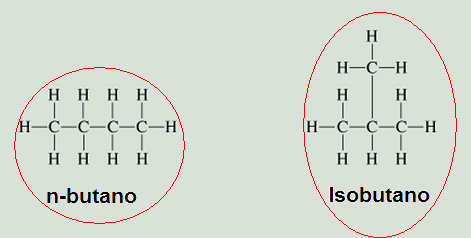 H H H H
H—C—C—C—C—H
H H H H
n-butano
H
H—C—H
H H
H—C—C—C—H
H H H
Isobutano